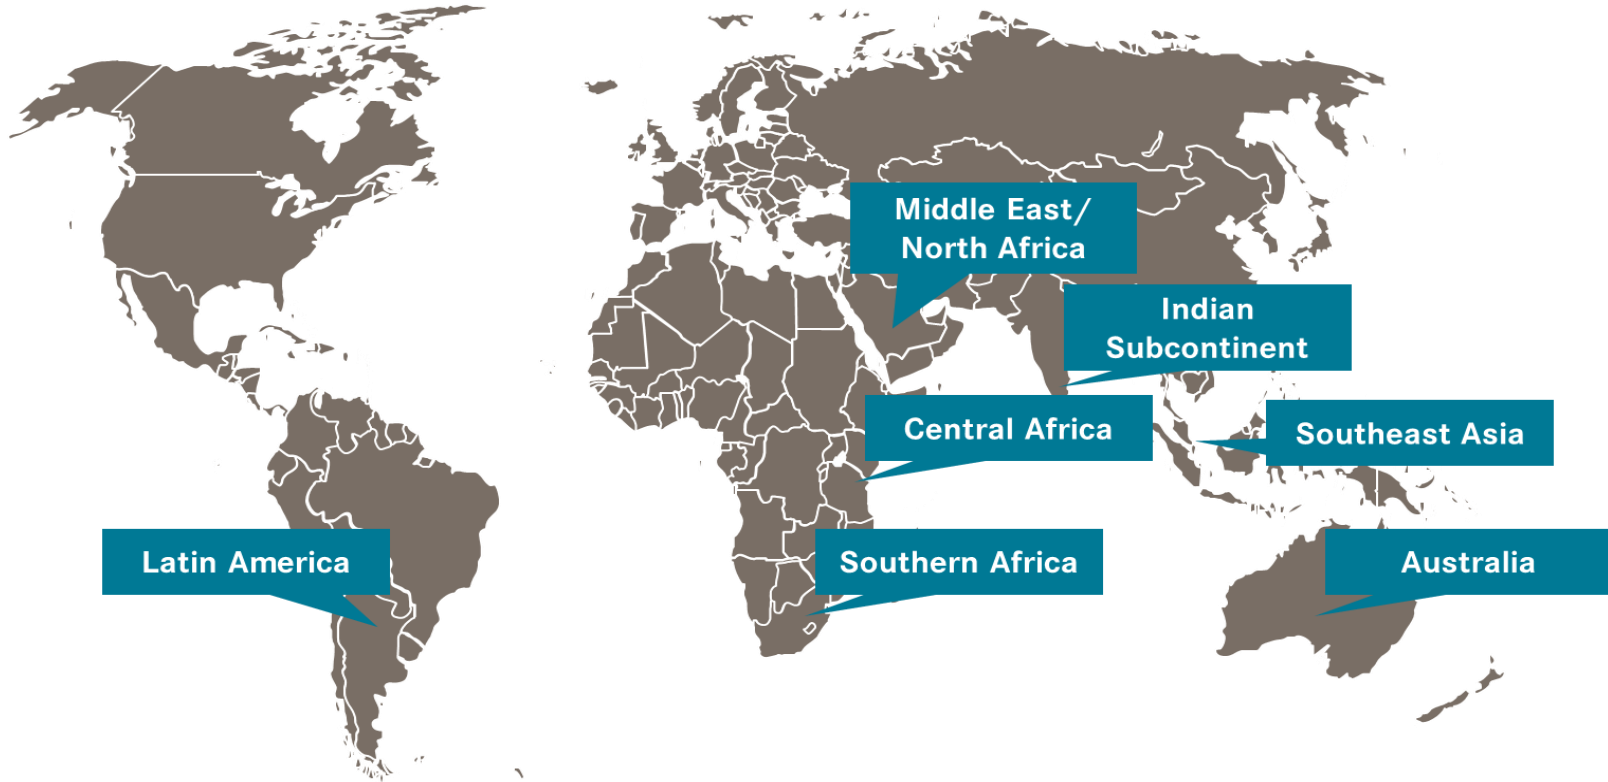 Middle East/
North Africa
Indian
Subcontinent
Central Africa
Southeast Asia
Latin America
Southern Africa
Australia